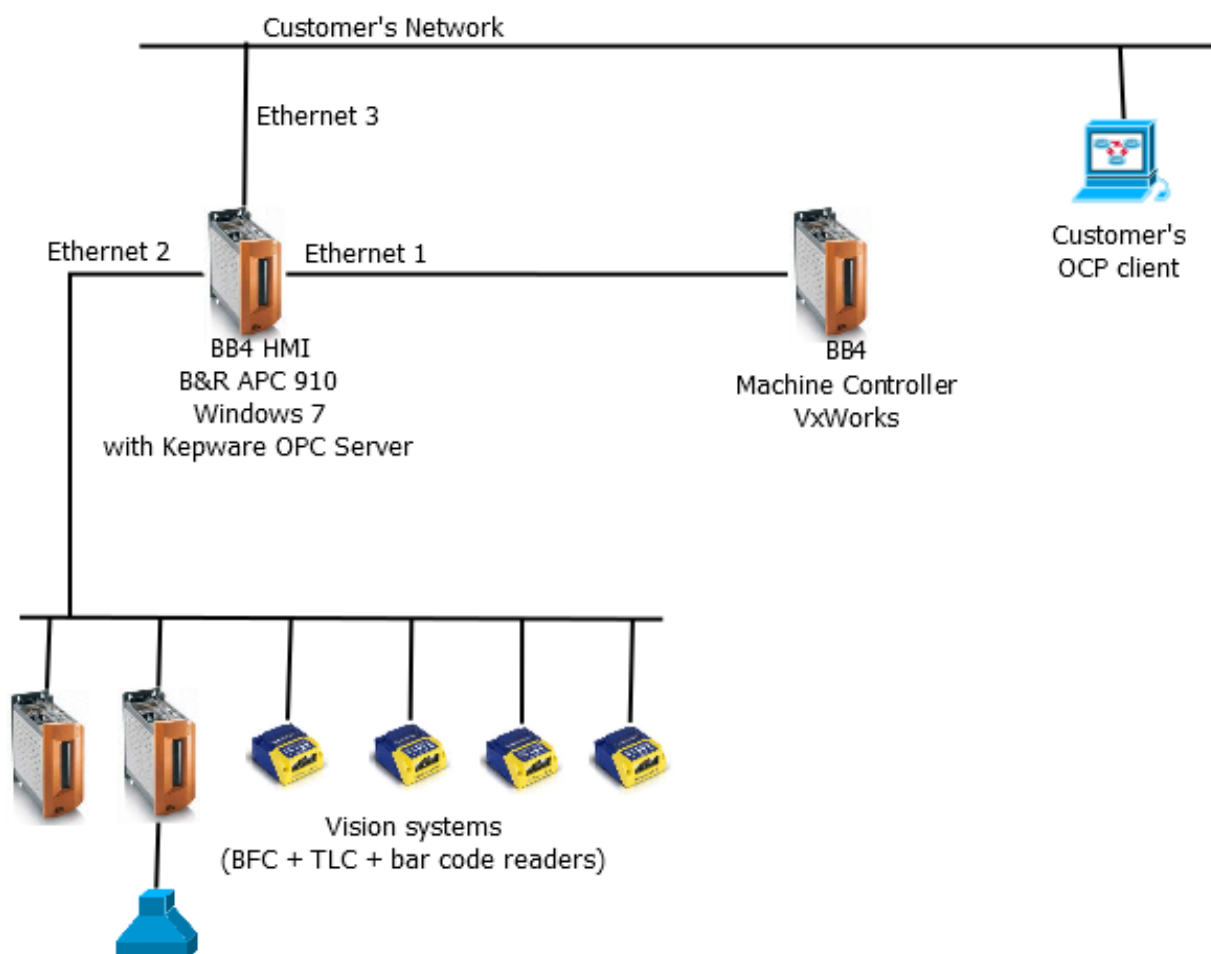 Customer's Network
Ethernet 3
Ethernet 2
Ethernet 1
BB4 HMI
B&R APC 910
Windows 7
with Kepware OPC Server
BB4
Machine Controller
VxWorks
Customer's
OCP client
Vision systems
(BFC + TLC + bar code readers)